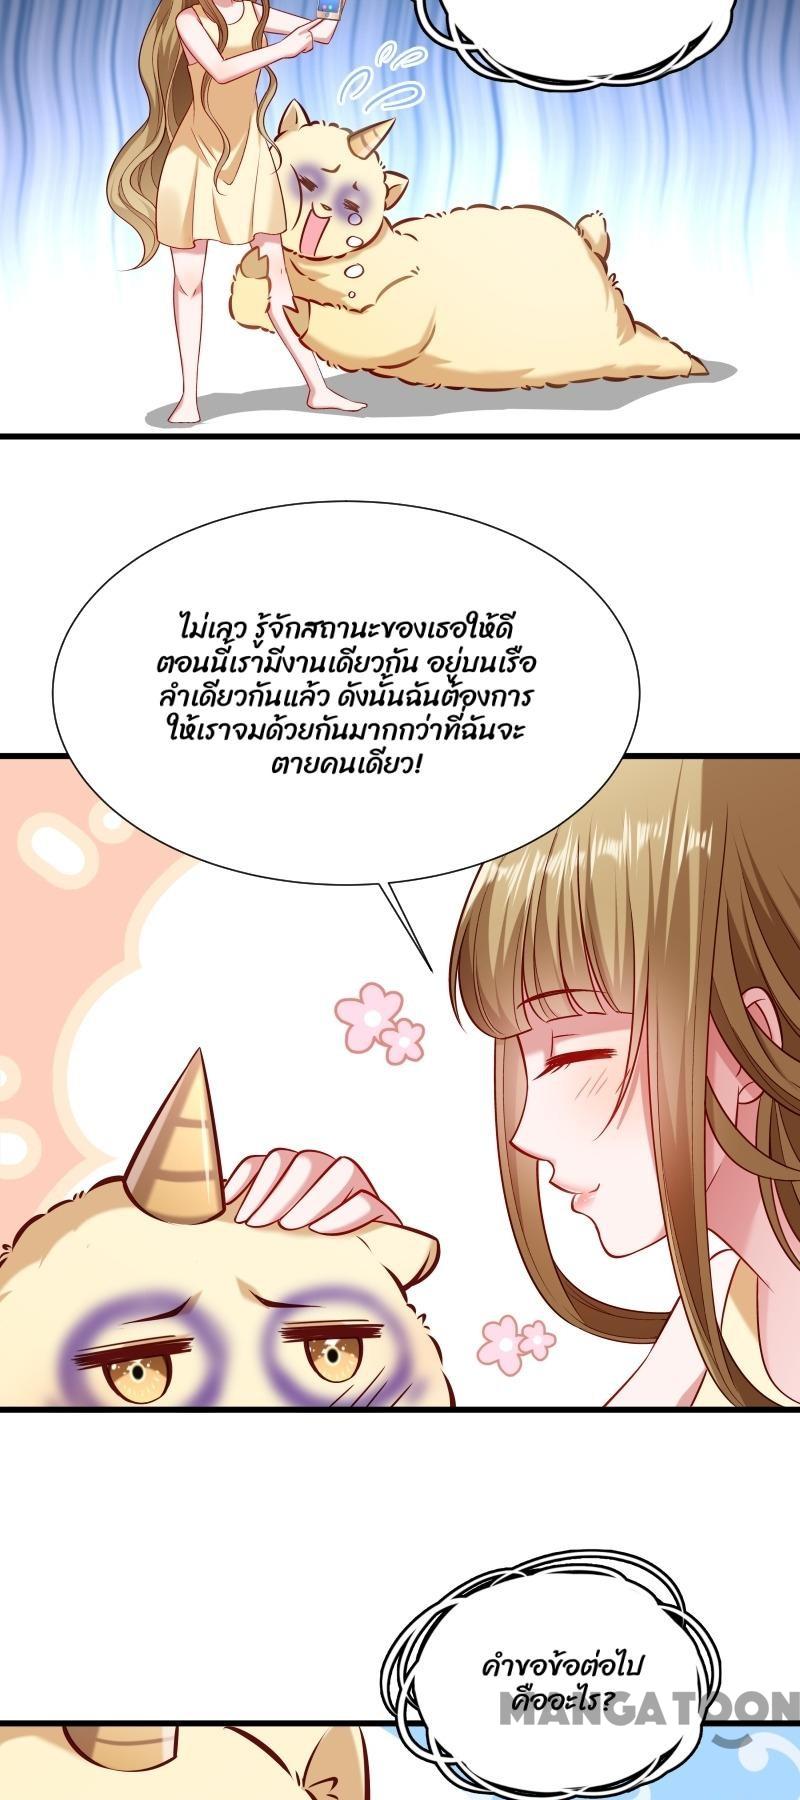 ไม่เลว รู้จักสถานะของเธอให้ดี
ตอนนี้เรามีงานเดียวกัน อยู่บนเรือ
ลำเดียวกันแล้ว ดังนั้นฉันต้องการ
ให้เราจมด้วยกันมากกว่าที่ฉันจะ
ตายคนเดียว!
คำขอข้อต่อไป
คืออะไร?
MANGATOON